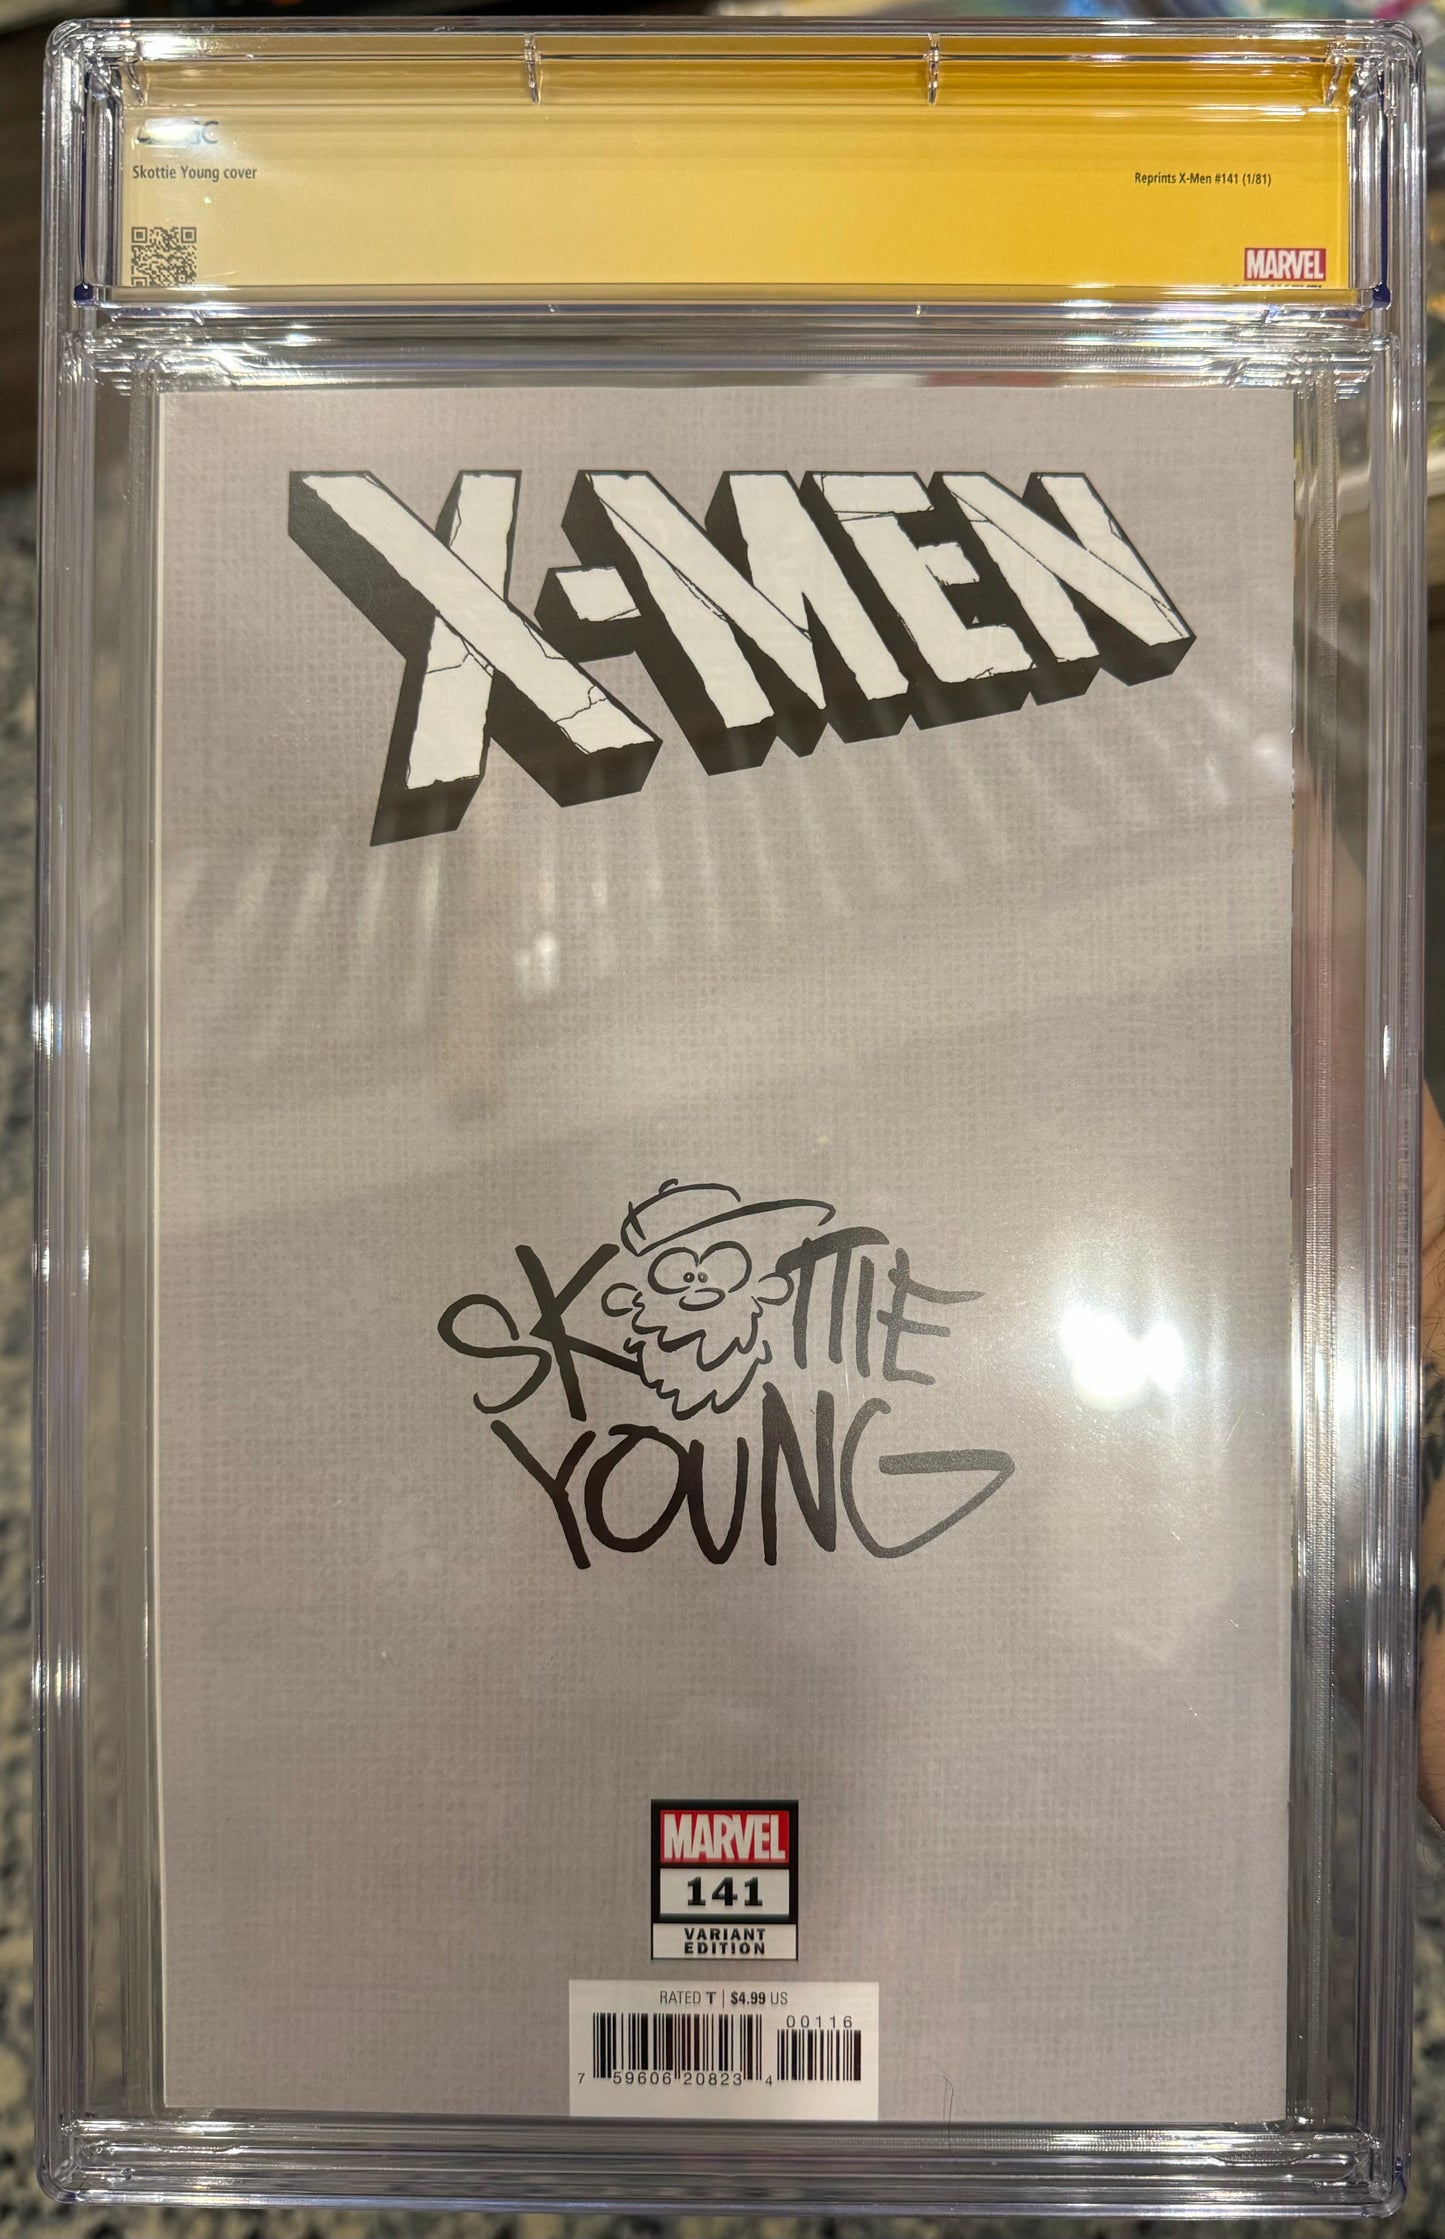 Skottie Young cover
Reprints X-Men #141 (1/81)
MARVEL
X-MEN
SKOTTIE
YOUNG
MARVEL
141
VARIANT
EDITION
RATED T | $4.99 US
00116
7 59606 20823 4